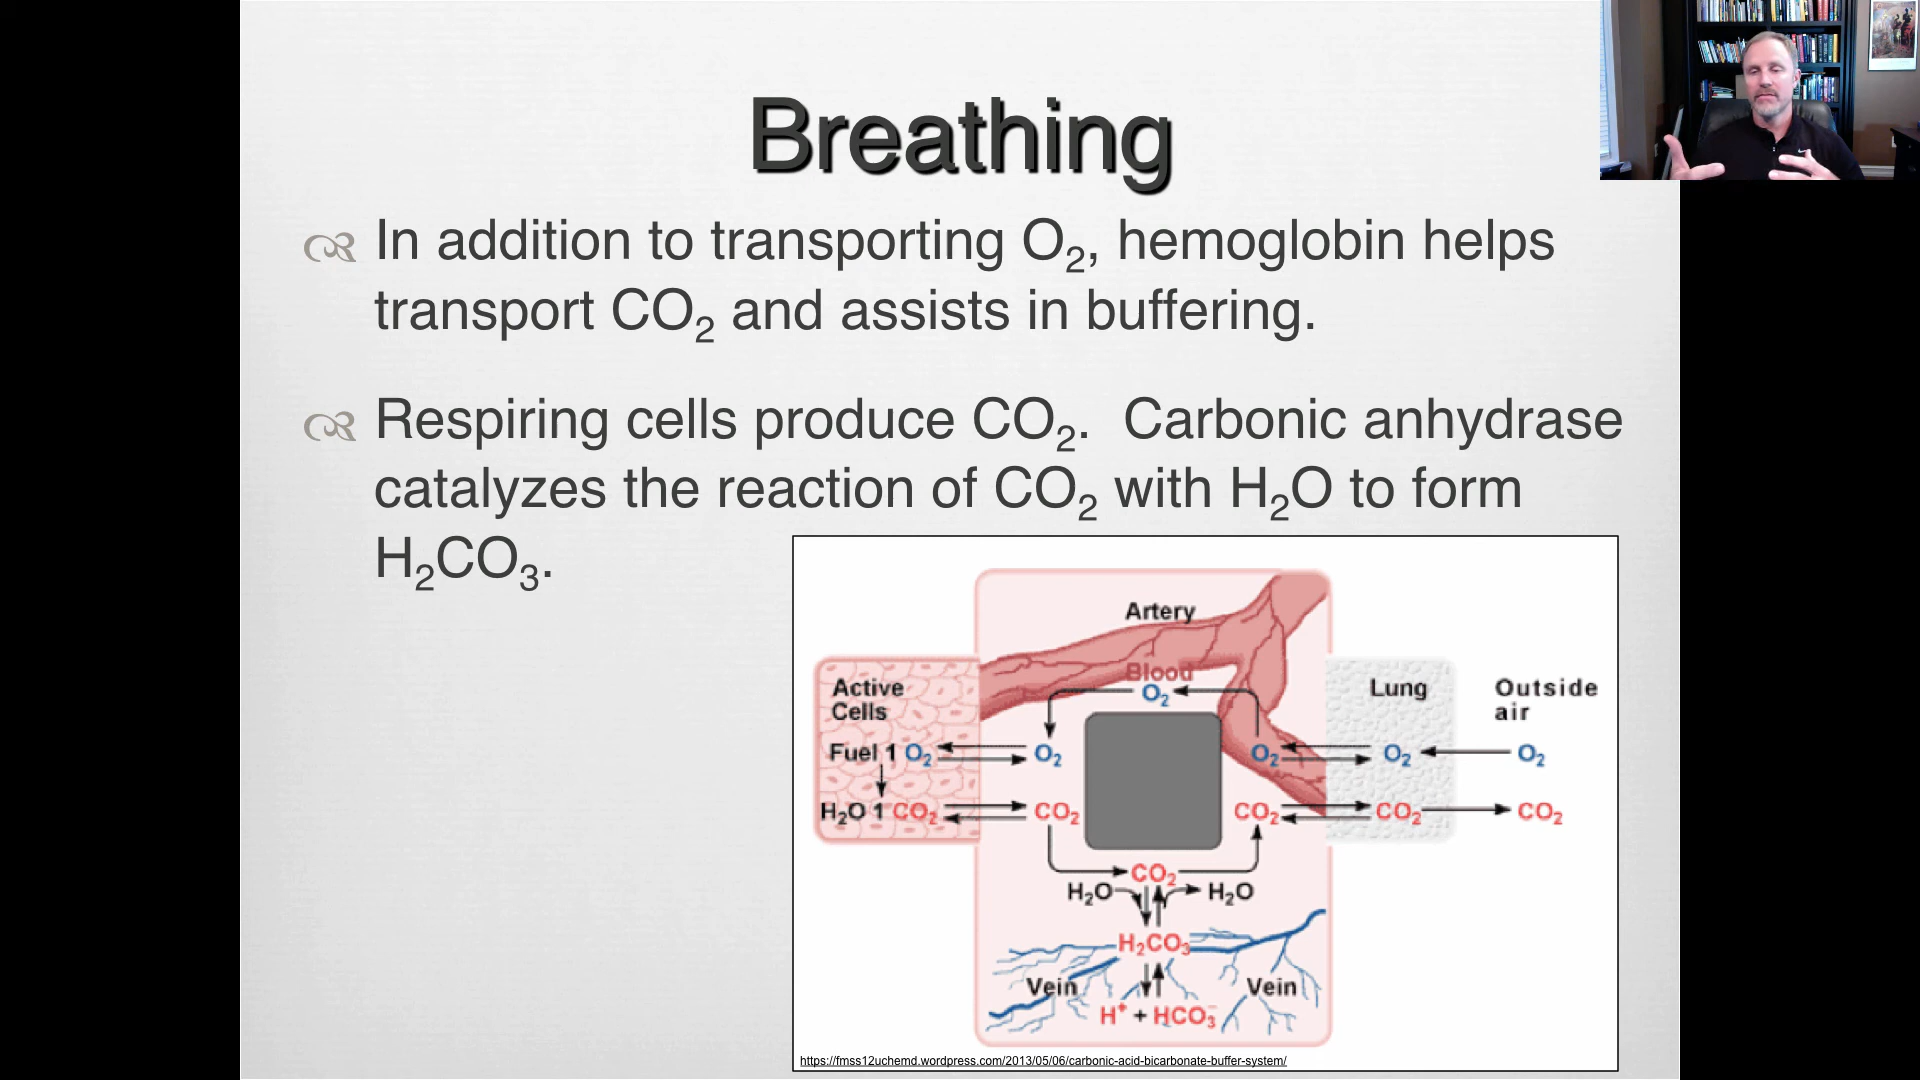 Breathing
In addition to transporting O₂, hemoglobin helps
transport CO₂ and assists in buffering.
Respiring cells produce CO₂. Carbonic anhydrase
catalyzes the reaction of CO₂ with H₂O to form
H₂CO₃.
Artery
Blood
Active
Cells
O₂
Lung
Outside
air
Fuel 1 O₂
O₂
O₂
O₂
O₂
H₂O 1 CO₂
CO₂
CO₂
CO₂
CO₂
CO₂
H₂O
H₂O
H₂CO₃
Vein
Vein
H⁺ + HCO₃⁻
https://fmss12uchemd.wordpress.com/2013/05/06/carbonic-acid-bicarbonate-buffer-system/